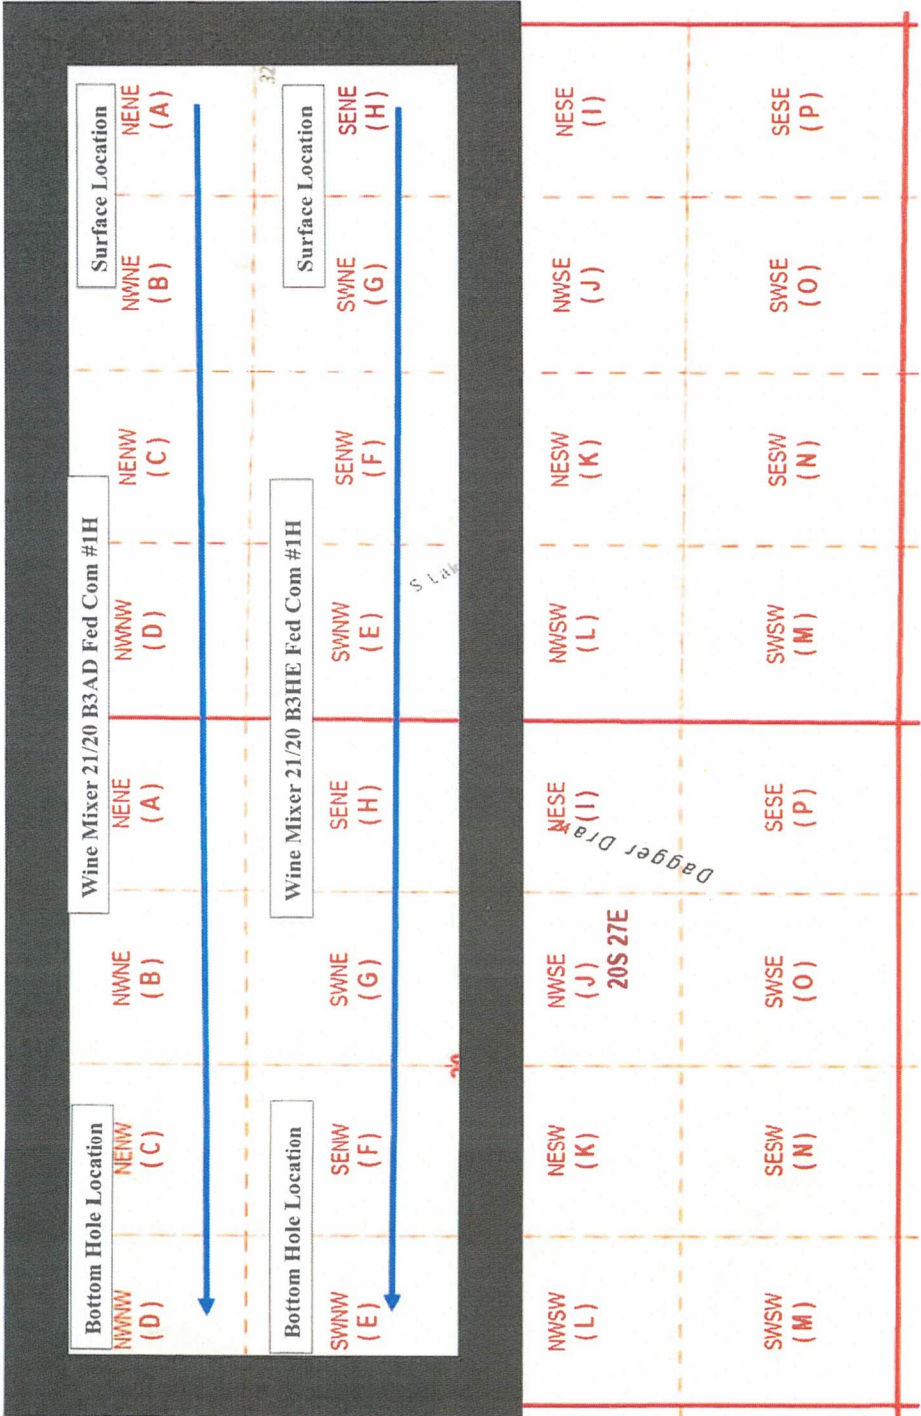 Bottom Hole Location
Wine Mixer 21/20 B3AD Fed Com #1H
Surface Location
NWNW NENW NWNE NENE NWNW NENW NWNE NENE
(D) (C) (B) (A) (D) (C) (B) (A)
32
Bottom Hole Location
Wine Mixer 21/20 B3HE Fed Com #1H
Surface Location
SWNW SENW SWNE SENE SWNW SENW SWNE SENE
(E) (F) (G) (H) (E) (F) (G) (H)
S Lak
NWSW NESW NWSE NESE NWSW NESW NWSE NESE
(L) (K) (J) (I) (L) (K) (J) (I)
20S 27E
Dagger Draw
SWSW SESW SWSE SESE SWSW SESW SWSE SESE
(M) (N) (O) (P) (M) (N) (O) (P)